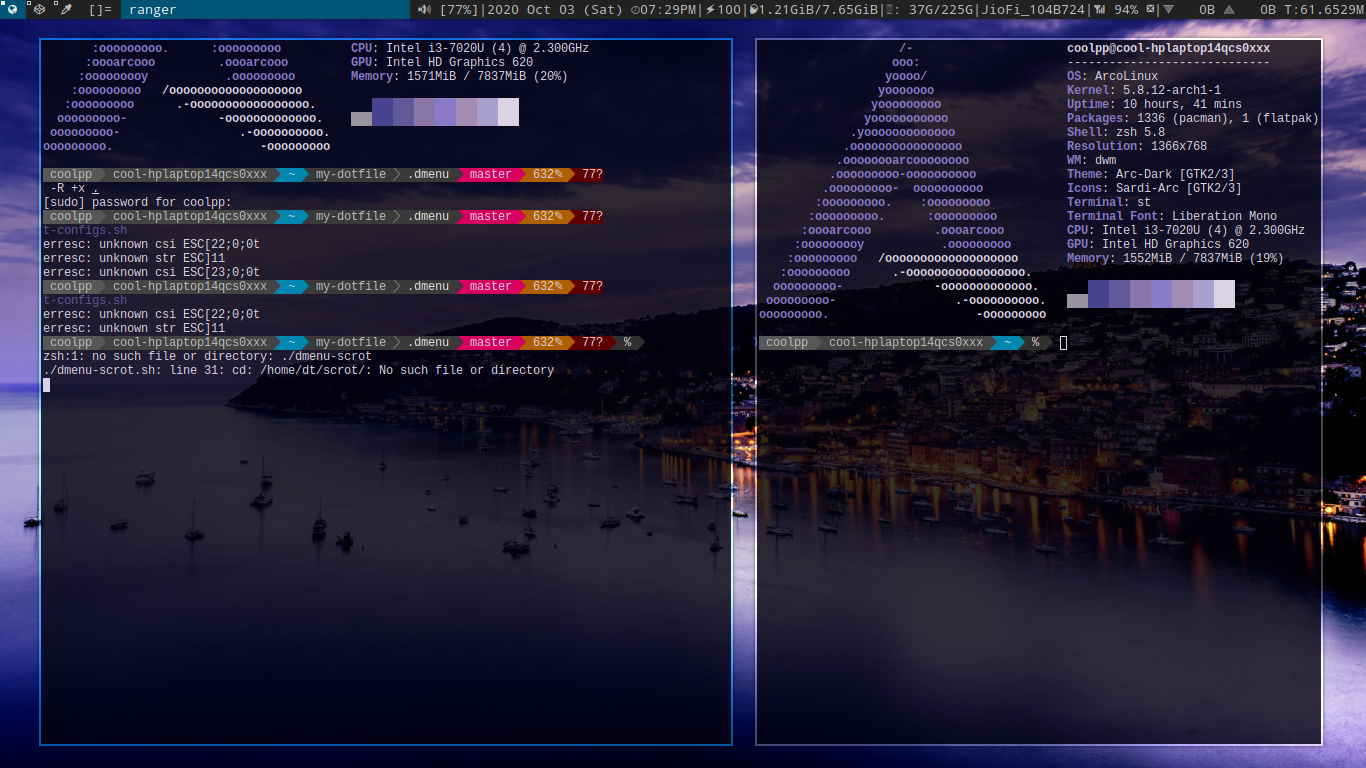 []= ranger [77%]|2020 Oct 03 (Sat) 07:29PM| 100| 1.21GiB/7.65GiB| : 37G/225G|JioFi_104B724| 94% | 0B 0B T:61.6529M
:ooooooooo. :ooooooooo
:oooarcooo .oooarcooo
:ooooooooy .ooooooooo
:ooooooooo /ooooooooooooooooooo
:ooooooooo .-ooooooooooooooooo.
ooooooooo- -ooooooooooooo.
ooooooooo- .-oooooooooo.
ooooooooo. -ooooooooo
CPU: Intel i3-7020U (4) @ 2.300GHz
GPU: Intel HD Graphics 620
Memory: 1571MiB / 7837MiB (20%)
coolpp cool-hplaptop14qcs0xxx ~ my-dotfile .dmenu master 632✎ 77?
-R +x .
[sudo] password for coolpp:
coolpp cool-hplaptop14qcs0xxx ~ my-dotfile .dmenu master 632✎ 77?
t-configs.sh
erresc: unknown csi ESC[22;0;0t
erresc: unknown str ESC]11
erresc: unknown csi ESC[23;0;0t
coolpp cool-hplaptop14qcs0xxx ~ my-dotfile .dmenu master 632✎ 77?
t-configs.sh
erresc: unknown csi ESC[22;0;0t
erresc: unknown str ESC]11
coolpp cool-hplaptop14qcs0xxx ~ my-dotfile .dmenu master 632✎ 77? %
zsh:1: no such file or directory: ./dmenu-scrot
./dmenu-scrot.sh: line 31: cd: /home/dt/scrot/: No such file or directory
/-
ooo:
yoooo/
yooooooo
yooooooooo
yooooooooooo
.yooooooooooooo
.oooooooooooooooo
.oooooooarcooooooo
.ooooooooo-oooooooo
.ooooooooo- oooooooooo
:ooooooooo. :ooooooooo
:ooooooooo. :ooooooooo
:oooarcooo .oooarcooo
:ooooooooy .ooooooooo
:ooooooooo /ooooooooooooooooooo
:ooooooooo .-ooooooooooooooooo.
ooooooooo- -ooooooooooooo.
ooooooooo- .-oooooooooo.
ooooooooo. -ooooooooo
coolpp@cool-hplaptop14qcs0xxx
-----------------------------
OS: ArcoLinux
Kernel: 5.8.12-arch1-1
Uptime: 10 hours, 41 mins
Packages: 1336 (pacman), 1 (flatpak)
Shell: zsh 5.8
Resolution: 1366x768
WM: dwm
Theme: Arc-Dark [GTK2/3]
Icons: Sardi-Arc [GTK2/3]
Terminal: st
Terminal Font: Liberation Mono
CPU: Intel i3-7020U (4) @ 2.300GHz
GPU: Intel HD Graphics 620
Memory: 1552MiB / 7837MiB (19%)
coolpp cool-hplaptop14qcs0xxx ~ %